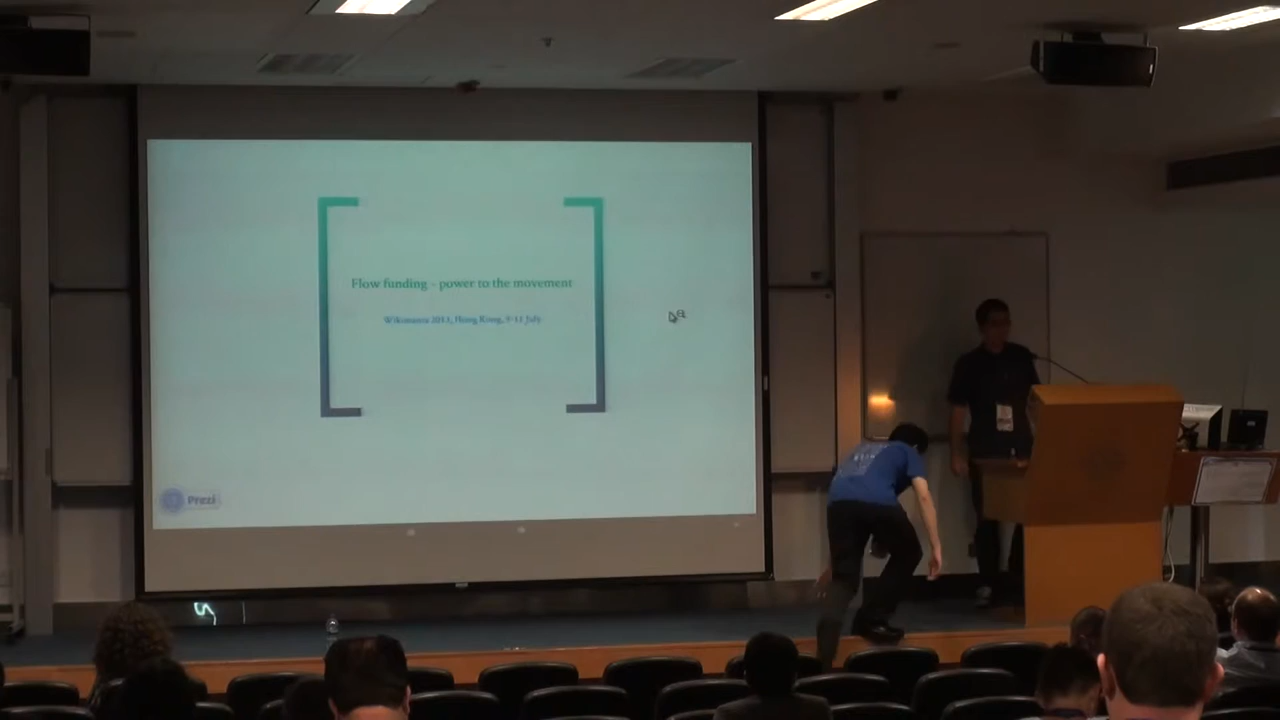 Flow funding - power to the movement
Wikimania 2013, Hong Kong, 9-11 July
Prezi